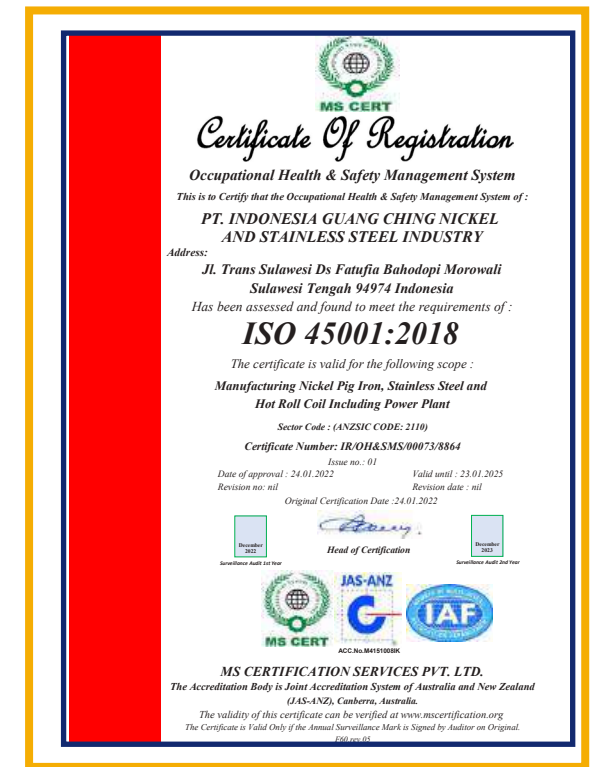 MS CERT
Certificate Of Registration
Occupational Health & Safety Management System
This is to Certify that the Occupational Health & Safety Management System of :
PT. INDONESIA GUANG CHING NICKEL
AND STAINLESS STEEL INDUSTRY
Address:
Jl. Trans Sulawesi Ds Fatufia Bahodopi Morowali
Sulawesi Tengah 94974 Indonesia
Has been assessed and found to meet the requirements of :
ISO 45001:2018
The certificate is valid for the following scope :
Manufacturing Nickel Pig Iron, Stainless Steel and
Hot Roll Coil Including Power Plant
Sector Code : (ANZSIC CODE: 2110)
Certificate Number: IR/OH&SMS/00073/8864
Issue no.: 01
Date of approval : 24.01.2022 Valid until : 23.01.2025
Revision no: nil Revision date : nil
Original Certification Date :24.01.2022
December
2022
Surveillance Audit 1st Year
Head of Certification
December
2023
Surveillance Audit 2nd Year
MS CERT
JAS-ANZ
ACC.No.M4151008IK
IAF
MS CERTIFICATION SERVICES PVT. LTD.
The Accreditation Body is Joint Accreditation System of Australia and New Zealand
(JAS-ANZ), Canberra, Australia.
The validity of this certificate can be verified at www.mscertification.org
The Certificate is Valid Only if the Annual Surveillance Mark is Signed by Auditor on Original.
F60 rev 05